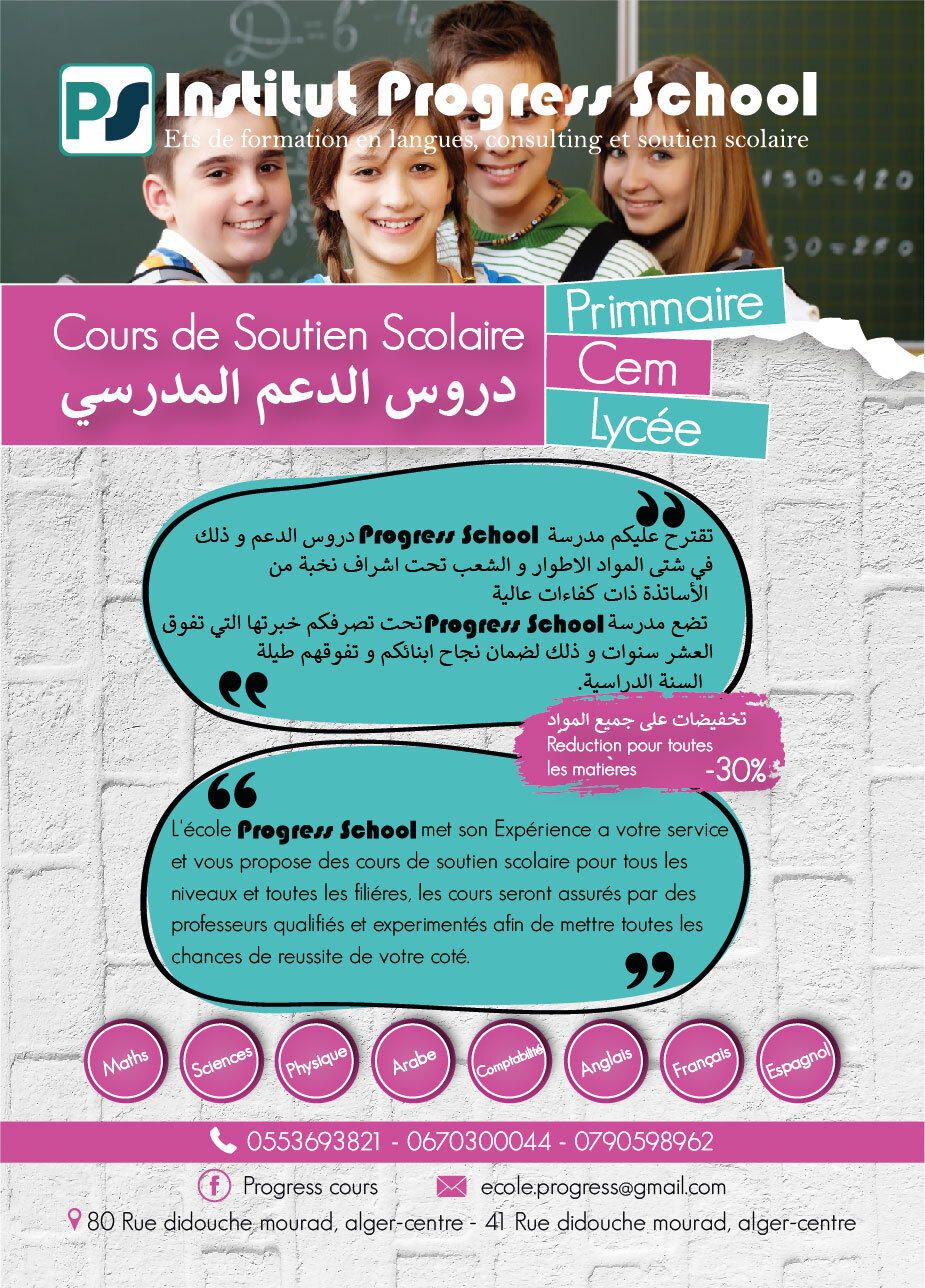 PS Institut Progress School
Ets de formation en langues, consulting et soutien scolaire
D=b²-4
130=120
130=250
Cours de Soutien Scolaire
دروس الدعم المدرسي
Primmaire
Cem
Lycée
تقترح عليكم مدرسة Progress School دروس الدعم و ذلك
في شتى المواد الاطوار و الشعب تحت اشراف نخبة من
الأساتذة ذات كفاءات عالية
تضع مدرسة Progress School تحت تصرفكم خبرتها التي تفوق
العشر سنوات و ذلك لضمان نجاح ابنائكم و تفوقهم طيلة
السنة الدراسية.
تخفيضات على جميع المواد
Reduction pour toutes
les matières -30%
L'école Progress School met son Expérience a votre service
et vous propose des cours de soutien scolaire pour tous les
niveaux et toutes les filiéres, les cours seront assurés par des
professeurs qualifiés et experimentés afin de mettre toutes les
chances de reussite de votre coté.
Maths
Sciences
Physique
Arabe
Comptabilité
Anglais
Français
Espagnol
0553693821 - 0670300044 - 0790598962
Progress cours
ecole.progress@gmail.com
80 Rue didouche mourad, alger-centre - 41 Rue didouche mourad, alger-centre